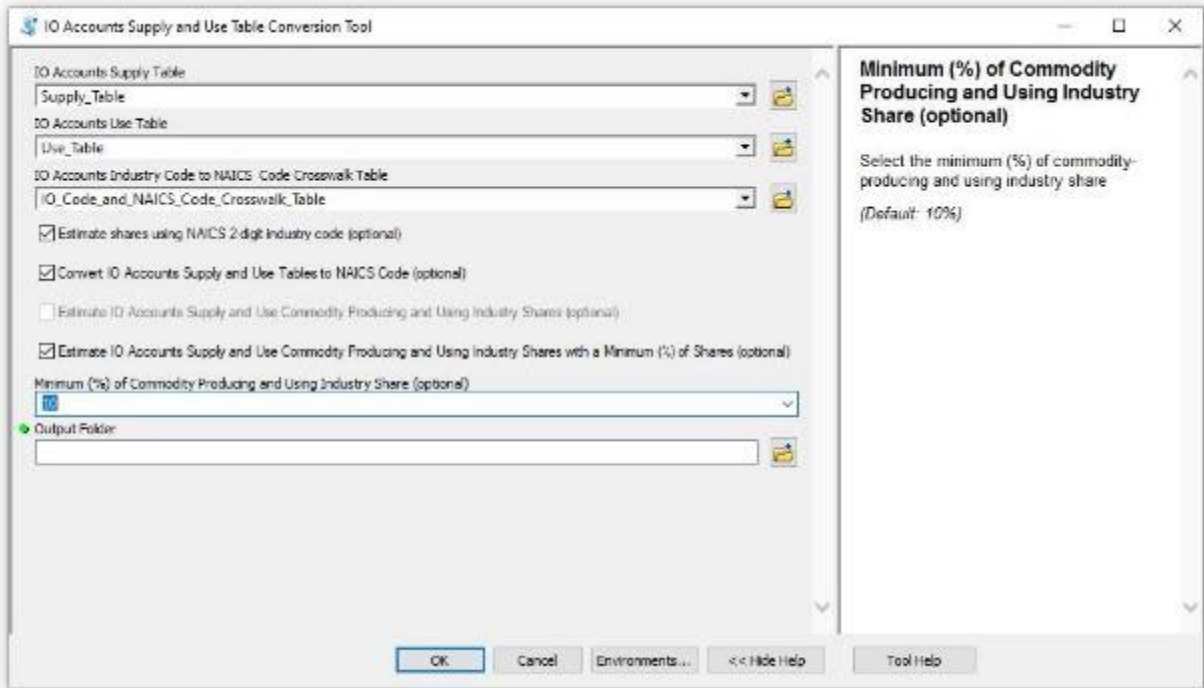 IO Accounts Supply and Use Table Conversion Tool
IO Accounts Supply Table
Supply_Table
IO Accounts Use Table
Use_Table
IO Accounts Industry Code to NAICS Code Crosswalk Table
IO_Code_and_NAICS_Code_Crosswalk_Table
Estimate shares using NAICS 2-digit industry code (optional)
Convert IO Accounts Supply and Use Tables to NAICS Code (optional)
Estimate IO Accounts Supply and Use Commodity Producing and Using Industry Shares (optional)
Estimate IO Accounts Supply and Use Commodity Producing and Using Industry Shares with a Minimum (%) of Shares (optional)
Minimum (%) of Commodity Producing and Using Industry Share (optional)
10
Output Folder
Minimum (%) of Commodity
Producing and Using Industry
Share (optional)
Select the minimum (%) of commodity-
producing and using industry share
(Default: 10%)
OK Cancel Environments... << Hide Help Tool Help